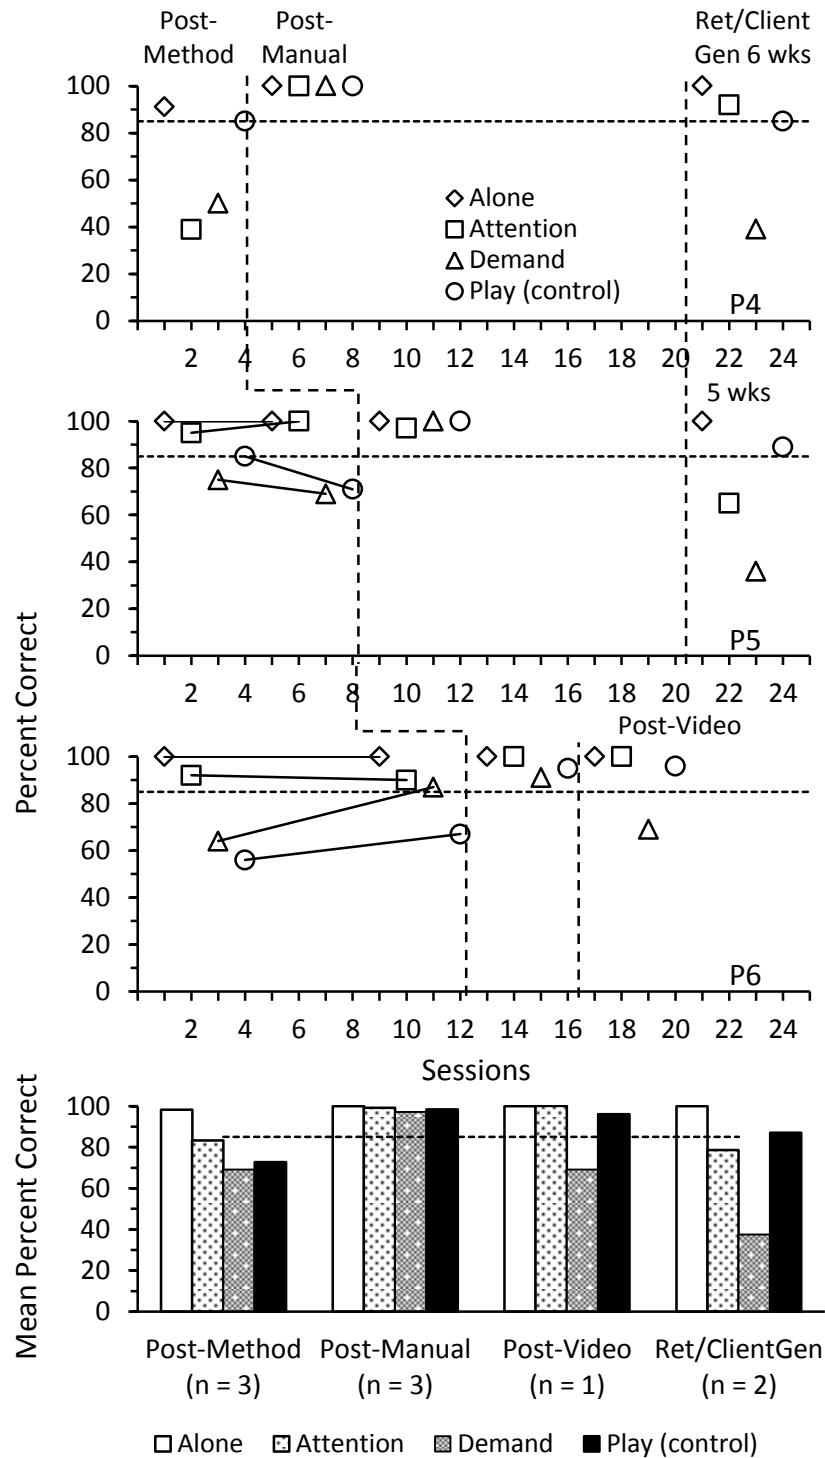 Post-
Method
Post-
Manual
Ret/Client
Gen 6 wks
100
80
60
40
20
0
Alone
Attention
Demand
Play (control)
P4
2 4 6 8 10 12 14 16 18 20 22 24
5 wks
100
80
60
40
20
0
P5
2 4 6 8 10 12 14 16 18 20 22 24
Percent Correct
Post-Video
100
80
60
40
20
0
P6
2 4 6 8 10 12 14 16 18 20 22 24
Sessions
Mean Percent Correct
100
80
60
40
20
0
Post-Method Post-Manual Post-Video Ret/ClientGen
(n = 3) (n = 3) (n = 1) (n = 2)
Alone Attention Demand Play (control)